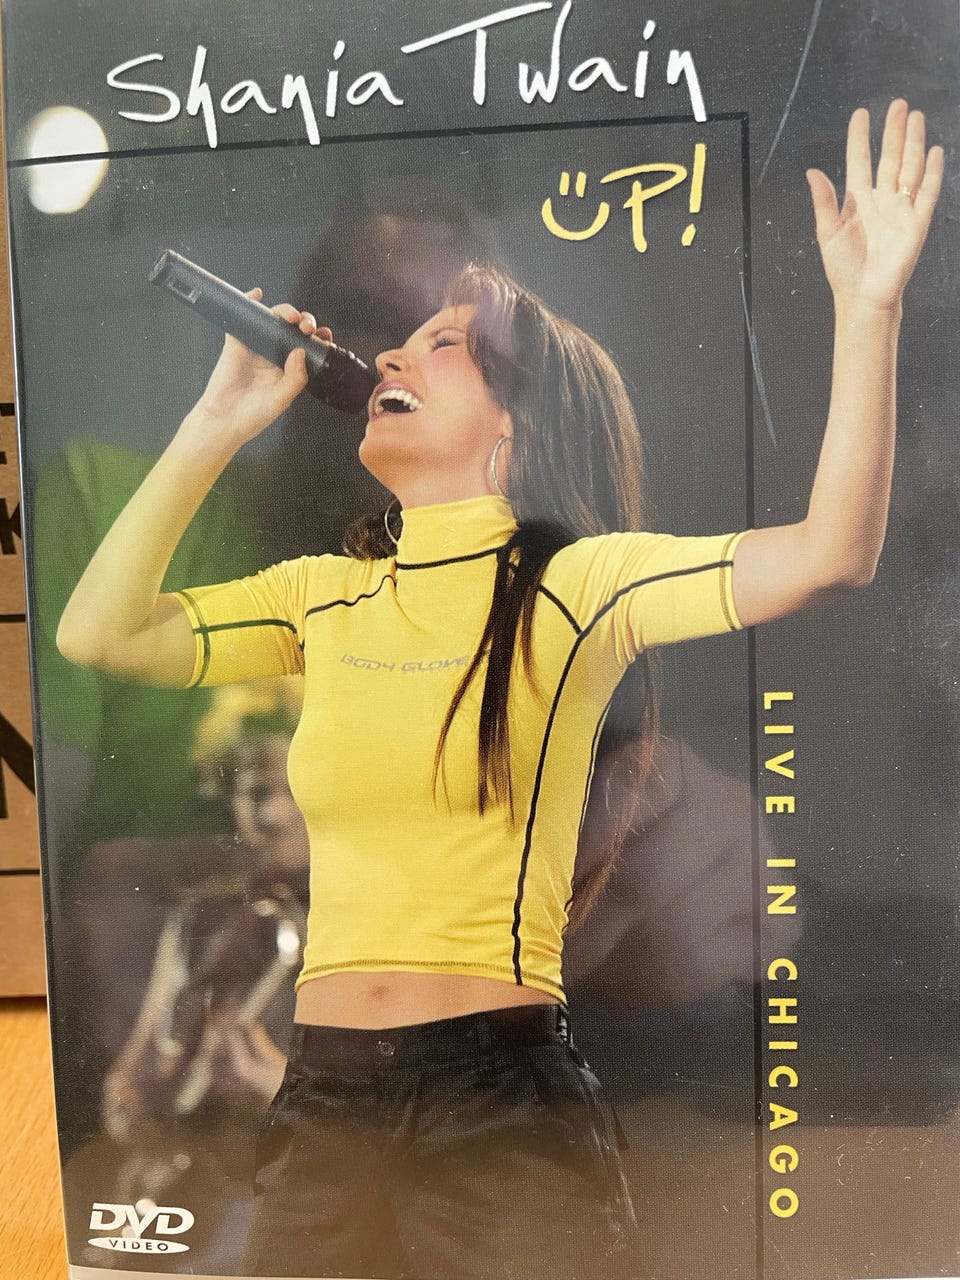 Shania Twain
UP!
BODY GLOVE
LIVE IN CHICAGO
DVD
VIDEO